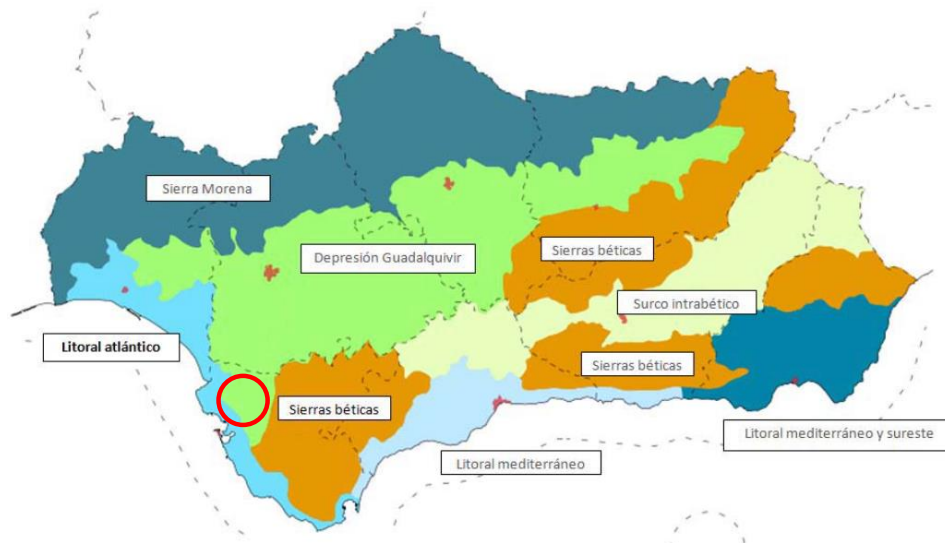 Sierra Morena
Sierras béticas
Depresión Guadalquivir
Surco intrabético
Litoral atlántico
Sierras béticas
Sierras béticas
Litoral mediterráneo y sureste
Litoral mediterráneo